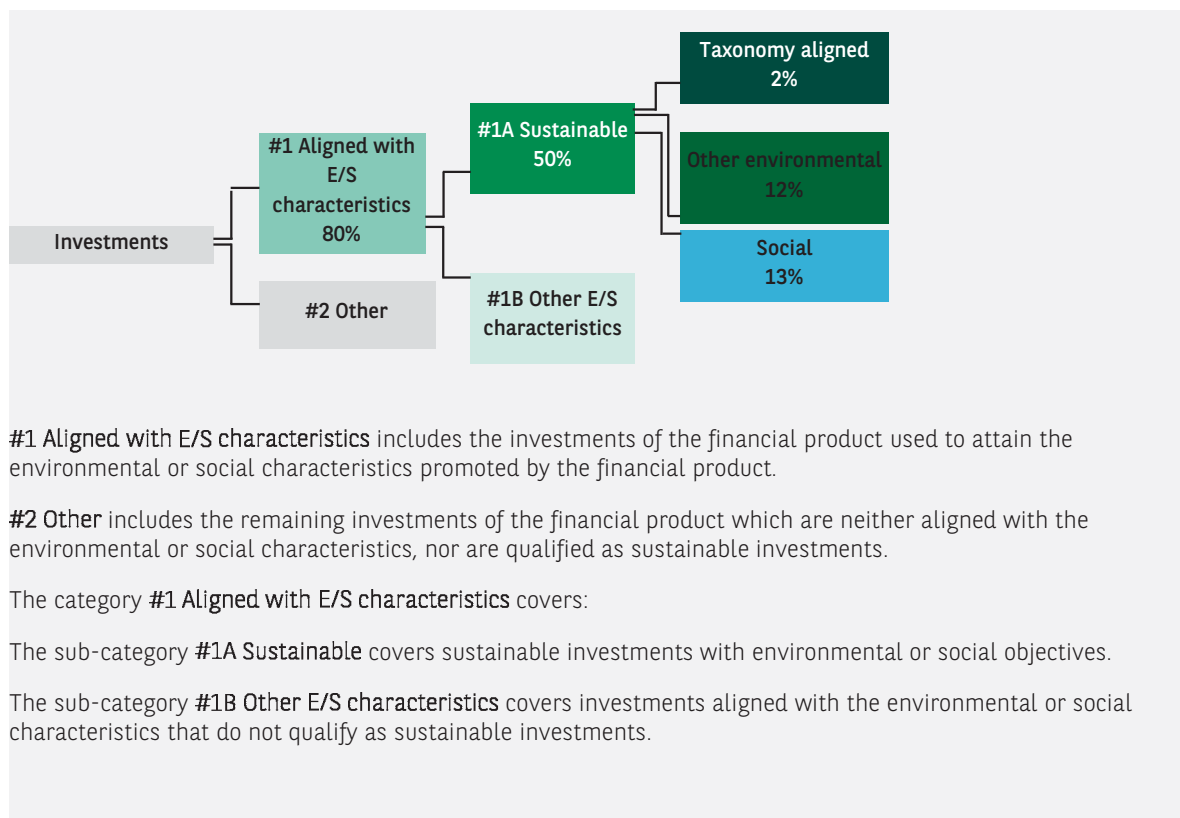 Taxonomy aligned
2%
#1A Sustainable
50%
#1 Aligned with
E/S
characteristics
80%
Other environmental
12%
Investments
Social
13%
#2 Other
#1B Other E/S
characteristics
#1 Aligned with E/S characteristics includes the investments of the financial product used to attain the
environmental or social characteristics promoted by the financial product.
#2 Other includes the remaining investments of the financial product which are neither aligned with the
environmental or social characteristics, nor are qualified as sustainable investments.
The category #1 Aligned with E/S characteristics covers:
The sub-category #1A Sustainable covers sustainable investments with environmental or social objectives.
The sub-category #1B Other E/S characteristics covers investments aligned with the environmental or social
characteristics that do not qualify as sustainable investments.